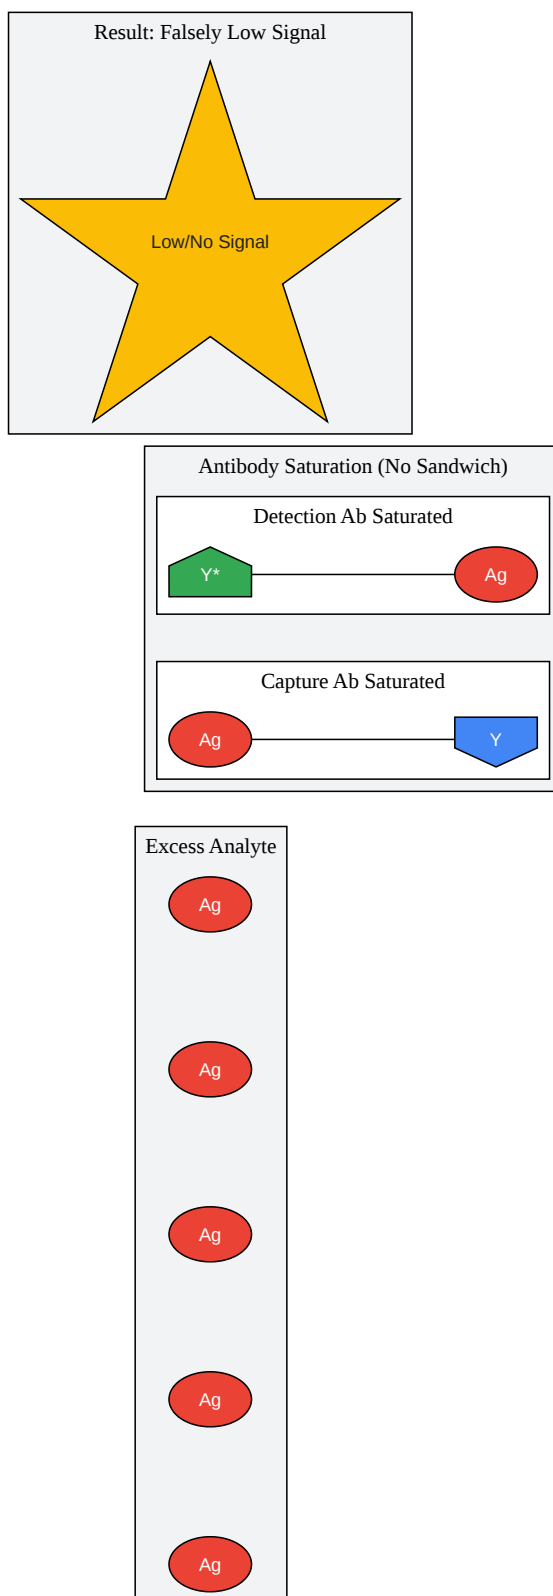 Result: Falsely Low Signal
Low/No Signal
Antibody Saturation (No Sandwich)
Detection Ab Saturated
Y*
Ag
Capture Ab Saturated
Ag
Y
Excess Analyte
Ag
Ag
Ag
Ag
Ag